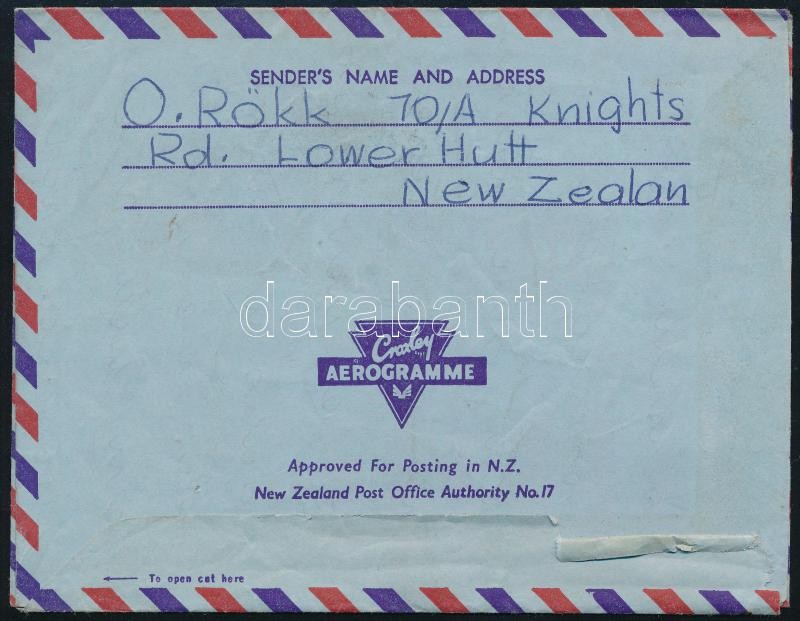 SENDER'S NAME AND ADDRESS
O. Rökk 70/A Knights
Rd. Lower Hutt
New Zealan
darabanth
Croxley
AEROGRAMME
Approved For Posting in N.Z.
New Zealand Post Office Authority No. 17
To open cut here